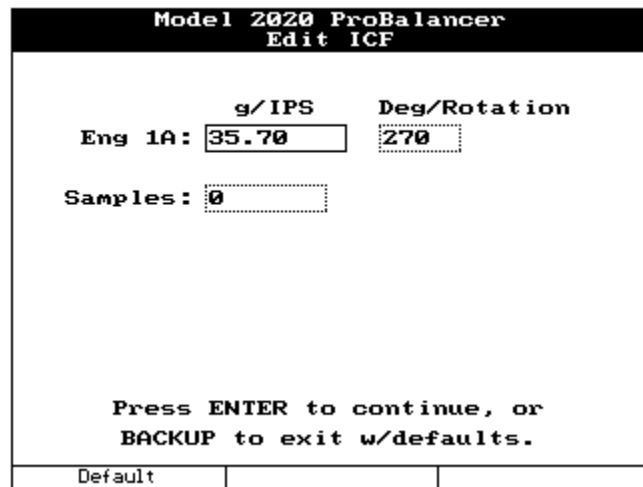 Model 2020 ProBalancer
Edit ICF
g/IPS Deg/Rotation
Eng 1A: 35.70 270
Samples: 0
Press ENTER to continue, or
BACKUP to exit w/defaults.
Default